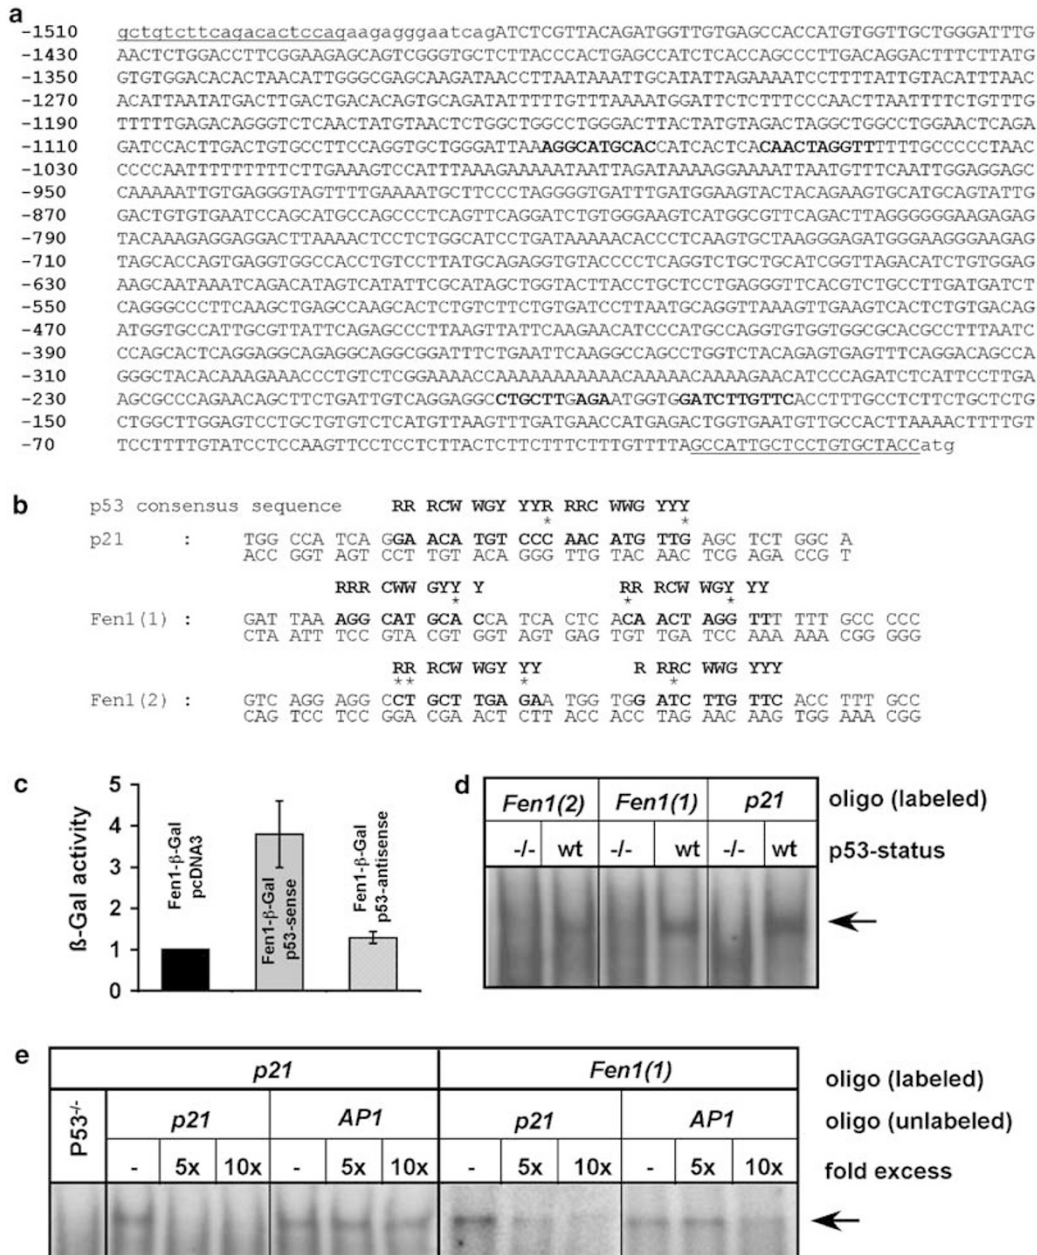 a
-1510 gctgtcttcagacactccagaagagggaatcagATCTCGTTACAGATGGTTGTGAGCCACCATGTGGTTGCTGGGATTTG
-1430 AACTCTGGACCTTCGGAAGAGCAGTCGGGTGCTCTTACCCACTGAGCCATCTCACCAGCCCTTGACAGGACTTTCTTATG
-1350 GTGTGGACACACTAACATTGGGCGAGCAAGATAACCTTAATAAATTGCATATTAGAAAATCCTTTTATTGTACATTTAAC
-1270 ACATTAATATGACTTGACTGACACAGTGCAGATATTTTTGTTTAAAATGGATTCTCTTTCCCAACTTAATTTTCTGTTTG
-1190 TTTTTGAGACAGGGTCTCAACTATGTAACTCTGGCTGGCCTGGGACTTACTATGTAGACTAGGCTGGCCTGGAACTCAGA
-1110 GATCCACTTGACTGTGCCTTCCAGGTGCTGGGATTAAAGGCATGCACCATCACTCACAACTAGGTTTTTTGCCCCCTAAC
-1030 CCCCAATTTTTTTTTCTTGAAAGTCCATTTAAAGAAAAATAATTAGATAAAAGGAAAATTAATGTTTCAATTGGAGGAGC
-950 CAAAAATTGTGAGGGTAGTTTTGAAAATGCTTCCCTAGGGGTGATTTGATGGAAGTACTACAGAAGTGCATGCAGTATTG
-870 GACTGTGTGAATCCAGCATGCCAGCCCTCAGTTCAGGATCTGTGGGAAGTCATGGCGTTCAGACTTAGGGGGGAAGAGAG
-790 TACAAAGAGGAGGACTTAAAACTCCTCTGGCATCCTGATAAAAACACCCTCAAGTGCTAAGGGAGATGGGAAGGGAAGAG
-710 TAGCACCAGTGAGGTGGCCACCTGTCCTTATGCAGAGGTGTACCCCTCAGGTCTGCTGCATCGGTTAGACATCTGTGGAG
-630 AAGCAATAAATCAGACATAGTCATATTCGCATAGCTGGTACTTACCTGCTCCTGAGGGTTCACGTCTGCCTTGATGATCT
-550 CAGGGCCCTTCAAGCTGAGCCAAGCACTCTGTCTTCTGTGATCCTTAATGCAGGTTAAAGTTGAAGTCACTCTGTGACAG
-470 ATGGTGCCATTGCGTTATTCAGAGCCCTTAAGTTATTCAAGAACATCCCATGCCAGGTGTGGTGGCGCACGCCTTTAATC
-390 CCAGCACTCAGGAGGCAGAGGCAGGCGGATTTCTGAATTCAAGGCCAGCCTGGTCTACAGAGTGAGTTTCAGGACAGCCA
-310 GGGCTACACAAAGAAACCCTGTCTCGGAAAACCAAAAAAAAAAAAACAAAAACAAAAGAACATCCCAGATCTCATTCCTTGA
-230 AGCGCCCAGAACAGCTTCTGATTGTCAGGAGGCCTGCTTGAGAATGGTGGATCTTGTTCACCTTTGCCTCTTCTGCTCTG
-150 CTGGCTTGGAGTCCTGCTGTGTCTCATGTTAAGTTTGATGAACCATGAGACTGGTGAATGTTGCCACTTAAAACTTTTGT
-70 TCCTTTTGTATCCTCCAAGTTCCTCCTCTTACTCTTCTTTCTTTGTTTTAGCCATTGCTCCTGTGCTACCatg
b
p53 consensus sequence RR RCW WGY YYR RRC WWG YYY
* *
p21 : TGG CCA TCA GGA ACA TGT CCC AAC ATG TTG AGC TCT GGC A
ACC GGT AGT CCT TGT ACA GGG TTG TAC AAC TCG AGA CCG T
RRR CWW GYY Y RR RCW WGY YY
* * *
Fen1(1) : GAT TAA AGG CAT GCA CCA TCA CTC ACA ACT AGG TTT TTT GCC CCC
CTA ATT TCC GTA CGT GGT AGT GAG TGT TGA TCC AAA AAA CGG GGG
RR RCW WGY YY R RRC WWG YYY
** * *
Fen1(2) : GTC AGG AGG CCT GCT TGA GAA TGG TGG ATC TTG TTC ACC TTT GCC
CAG TCC TCC GGA CGA ACT CTT ACC ACC TAG AAC AAG TGG AAA CGG
c
ß-Gal activity
5
4
3
2
1
0
Fen1-β-Gal
pcDNA3
Fen1-β-Gal
p53-sense
Fen1-β-Gal
p53-antisense
d
Fen1(2) Fen1(1) p21 oligo (labeled)
-/- wt -/- wt -/- wt p53-status
e
p21 Fen1(1) oligo (labeled)
P53-/- p21 AP1 p21 AP1 oligo (unlabeled)
- 5x 10x - 5x 10x - 5x 10x - 5x 10x fold excess